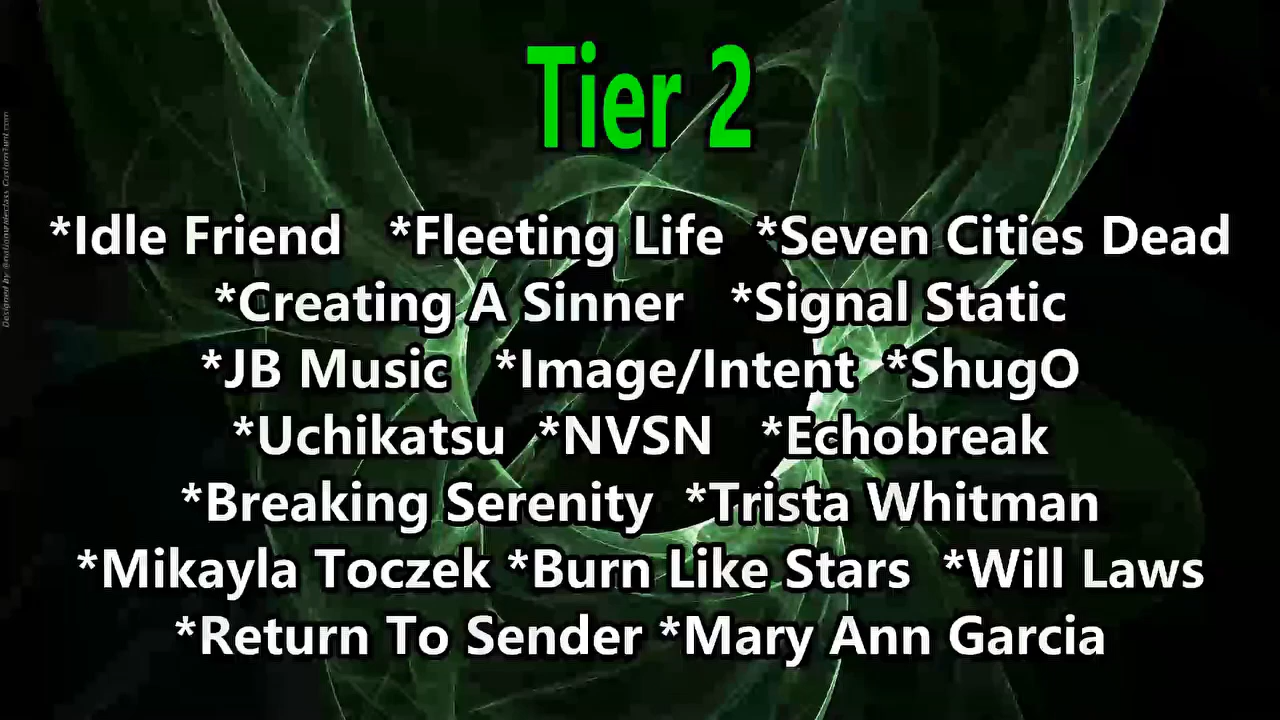 Tier 2
*Idle Friend *Fleeting Life *Seven Cities Dead
*Creating A Sinner *Signal Static
*JB Music *Image/Intent *ShugO
*Uchikatsu *NVSN *Echobreak
*Breaking Serenity *Trista Whitman
*Mikayla Toczek *Burn Like Stars *Will Laws
*Return To Sender *Mary Ann Garcia
Designed by